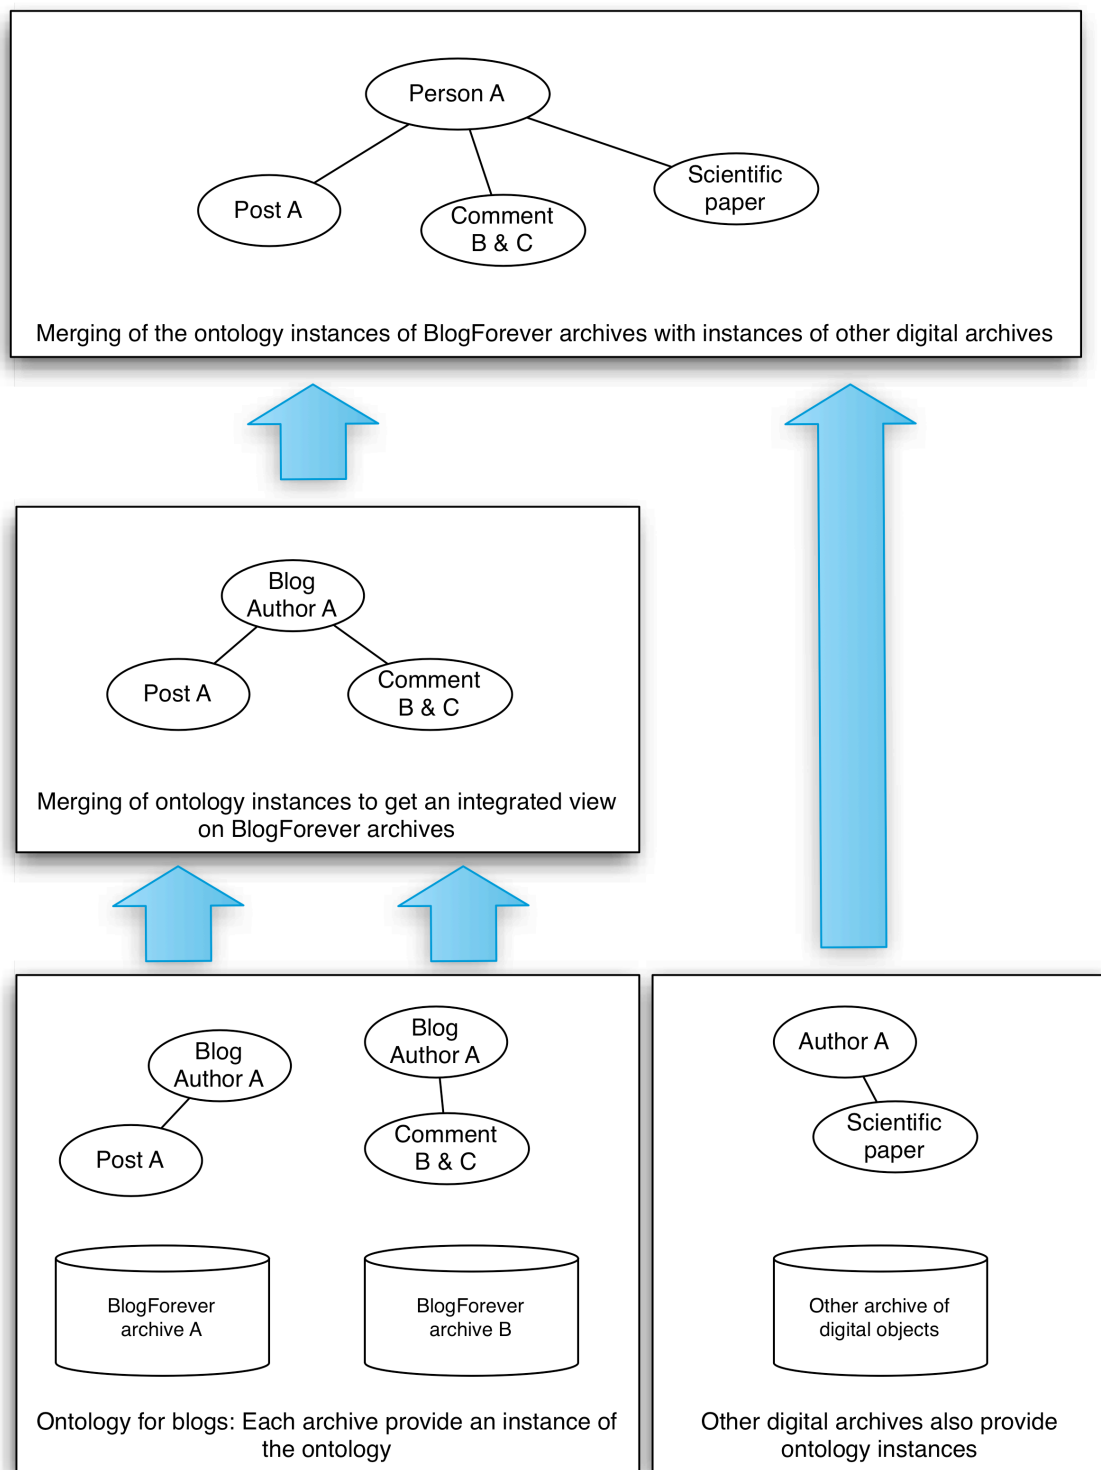 Person A
Post A
Comment
B & C
Scientific
paper
Merging of the ontology instances of BlogForever archives with instances of other digital archives
Blog
Author A
Post A
Comment
B & C
Merging of ontology instances to get an integrated view
on BlogForever archives
Blog
Author A
Post A
Blog
Author A
Comment
B & C
BlogForever
archive A
BlogForever
archive B
Ontology for blogs: Each archive provide an instance of
the ontology
Author A
Scientific
paper
Other archive of
digital objects
Other digital archives also provide
ontology instances